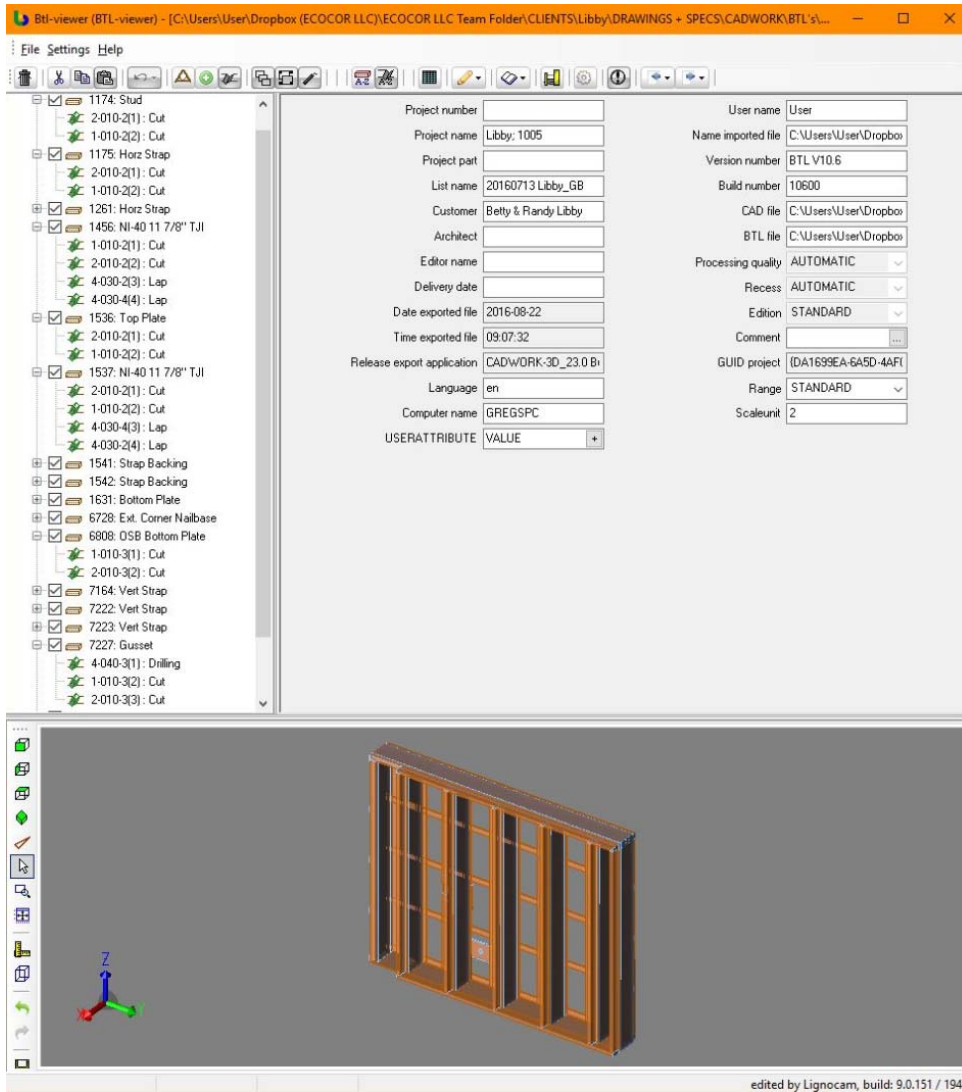 Btl-viewer (BTL-viewer) - [C:\Users\User\Dropbox (ECOCOR LLC)\ECOCOR LLC Team Folder\CLIENTS\Libby\DRAWINGS + SPECS\CADWORK\BTL's\...
File Settings Help
1174: Stud
2-010-2(1) : Cut
1-010-2(2) : Cut
1175: Horz Strap
2-010-2(1) : Cut
1-010-2(2) : Cut
1261: Horz Strap
1456: NI-40 11 7/8" TJI
1-010-2(1) : Cut
2-010-2(2) : Cut
4-030-2(3) : Lap
4-030-4(4) : Lap
1536: Top Plate
2-010-2(1) : Cut
1-010-2(2) : Cut
1537: NI-40 11 7/8" TJI
2-010-2(1) : Cut
1-010-2(2) : Cut
4-030-4(3) : Lap
4-030-2(4) : Lap
1541: Strap Backing
1542: Strap Backing
1631: Bottom Plate
6728: Ext. Corner Nailbase
6808: OSB Bottom Plate
1-010-3(1) : Cut
2-010-3(2) : Cut
7164: Vert Strap
7222: Vert Strap
7223: Vert Strap
7227: Gusset
4-040-3(1) : Drilling
1-010-3(2) : Cut
2-010-3(3) : Cut
Project number
Project name Libby; 1005
Project part
List name 20160713 Libby_GB
Customer Betty & Randy Libby
Architect
Editor name
Delivery date
Date exported file 2016-08-22
Time exported file 09:07:32
Release export application CADWORK-3D_23.0 B
Language en
Computer name GREGSPC
USERATTRIBUTE VALUE +
User name User
Name imported file C:\Users\User\Dropbo
Version number BTL V10.6
Build number 10600
CAD file C:\Users\User\Dropbo
BTL file C:\Users\User\Dropbo
Processing quality AUTOMATIC
Recess AUTOMATIC
Edition STANDARD
Comment ...
GUID project {DA1699EA-6A5D-4AF
Range STANDARD
Scaleunit 2
Z
X
Y
edited by Lignocam, build: 9.0.151 / 194